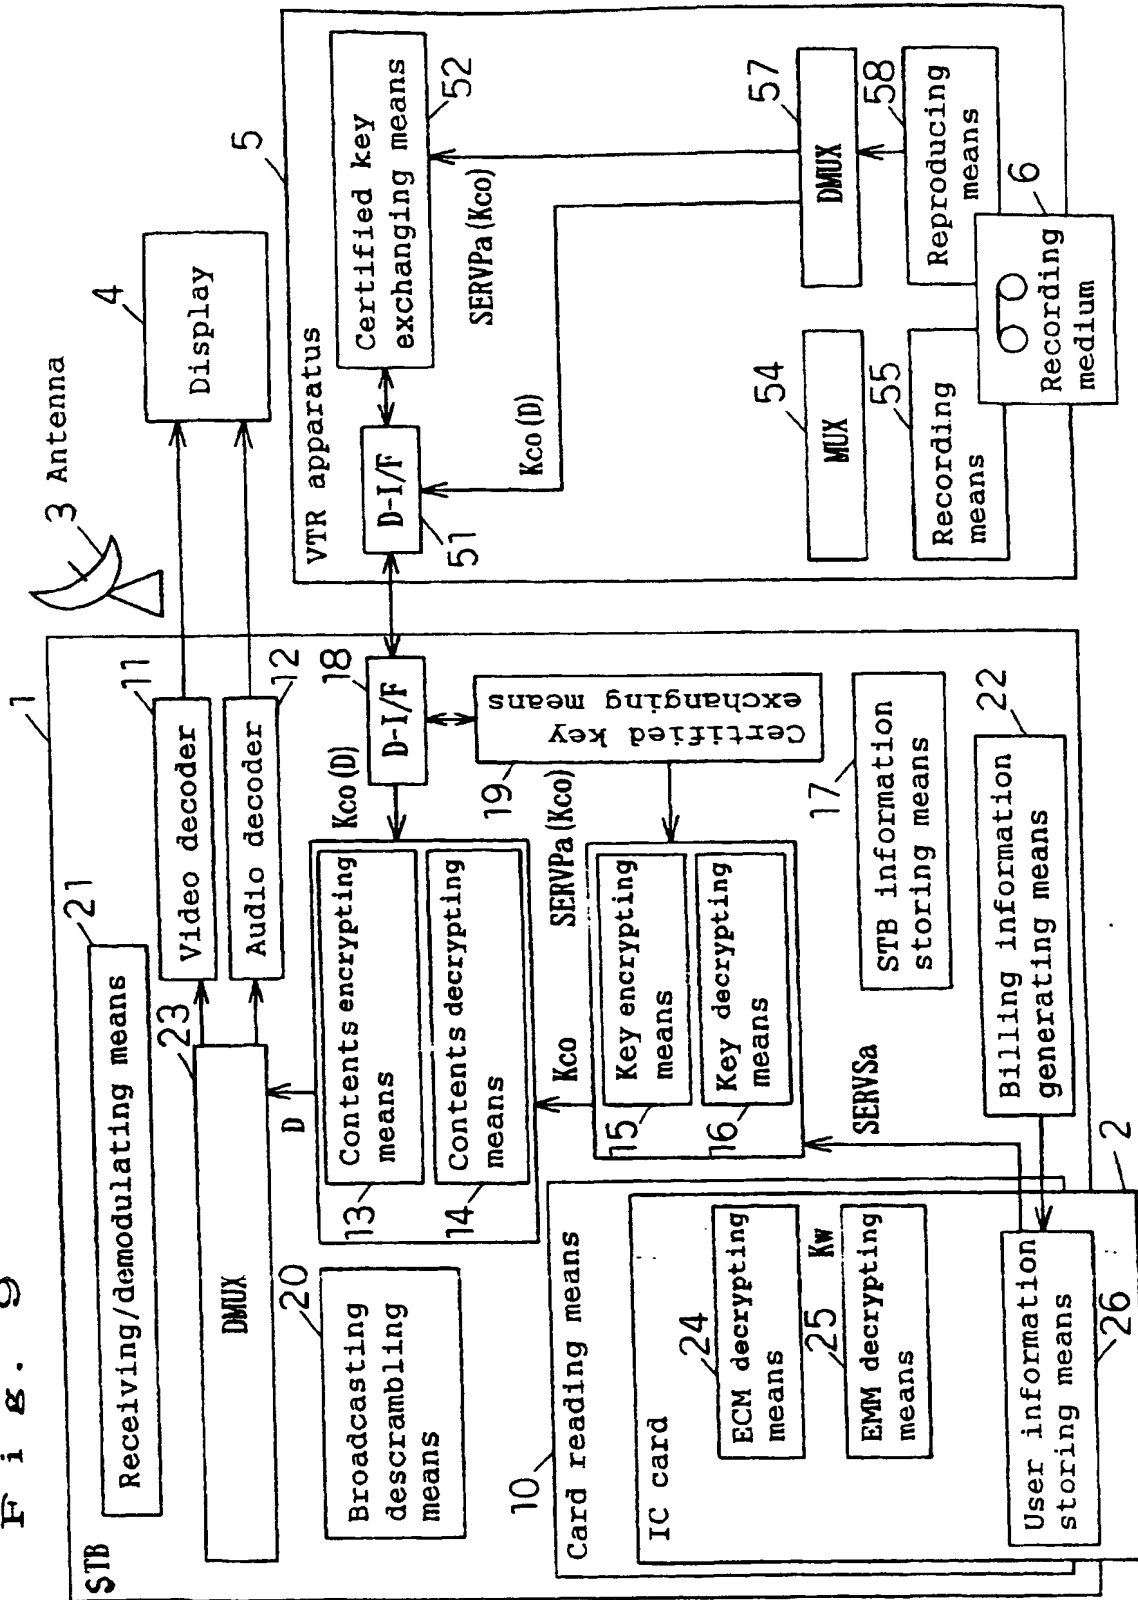 Fig. 9
1
STB
21
Receiving/demodulating means
23
DMUX
11
Video decoder
12
Audio decoder
3
Antenna
4
Display
20
Broadcasting
descrambling
means
D
13
Contents encrypting
means
14
Contents decrypting
means
Kco(D)
18
D-I/F
19
Certified key
exchanging means
SERVPa(Kco)
Kco
15
Key encrypting
means
16
Key decrypting
means
SERVSa
17
STB information
storing means
22
Billing information
generating means
10
Card reading means
2
IC card
24
ECM decrypting
means
Kw
25
EMM decrypting
means
User information
storing means
26
5
VTR apparatus
51
D-I/F
Certified key
exchanging means
52
SERVPa(Kco)
Kco(D)
54
MUX
57
DMUX
55
Recording
means
58
Reproducing
means
6
Recording
medium